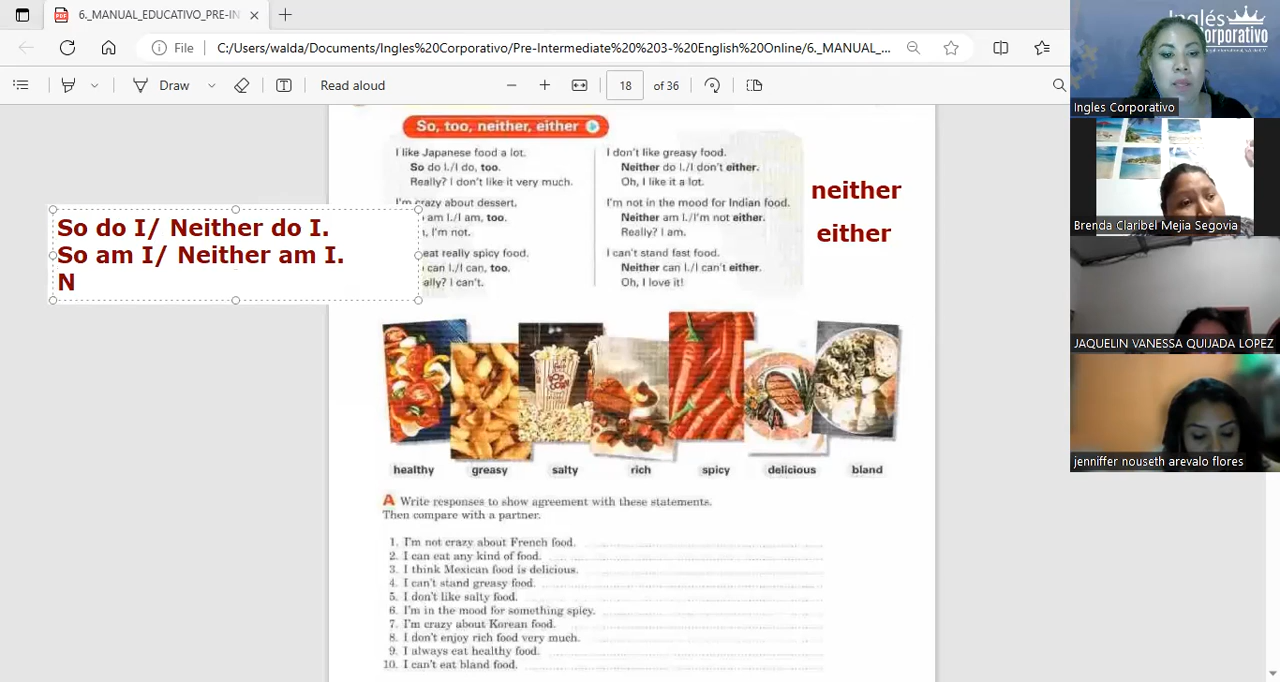 6._MANUAL_EDUCATIVO_PRE-IN
File
C:/Users/walda/Documents/Ingles%20Corporativo/Pre-Intermediate%20%203-%20English%20Online/6._MANUAL_...
Draw
Read aloud
18
of 36
So, too, neither, either
I like Japanese food a lot.
So do I./I do, too.
Really? I don't like it very much.
I'm crazy about dessert.
am I./I am, too.
, I'm not.
eat really spicy food.
can I./I can, too.
ally? I can't.
I don't like greasy food.
Neither do I./I don't either.
Oh, I like it a lot.
I'm not in the mood for Indian food.
Neither am I./I'm not either.
Really? I am.
I can't stand fast food.
Neither can I./I can't either.
Oh, I love it!
neither
either
So do I/ Neither do I.
So am I/ Neither am I.
N
healthy
greasy
salty
rich
spicy
delicious
bland
A Write responses to show agreement with these statements.
Then compare with a partner.
1. I'm not crazy about French food.
2. I can eat any kind of food.
3. I think Mexican food is delicious.
4. I can't stand greasy food.
5. I don't like salty food.
6. I'm in the mood for something spicy.
7. I'm crazy about Korean food.
8. I don't enjoy rich food very much.
9. I always eat healthy food.
10. I can't eat bland food.
Inglés
Corporativo
Ingles Corporativo
Brenda Claribel Mejia Segovia
JAQUELIN VANESSA QUIJADA LOPEZ
jenniffer nouseth arevalo flores